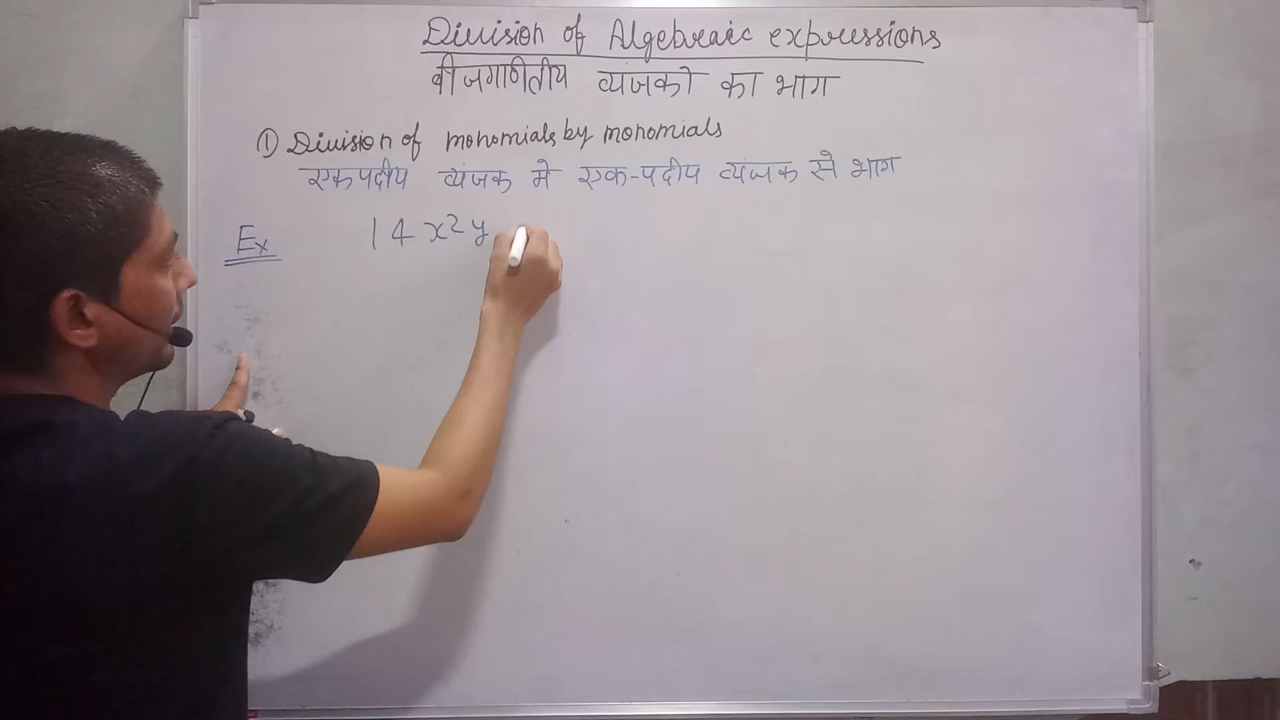 Division of Algebraic expressions
बीजगणितीय व्यंजको का भाग
① Division of monomials by monomials
एकपदीय व्यंजक मे एक-पदीय व्यंजक से भाग
Ex 14x²y